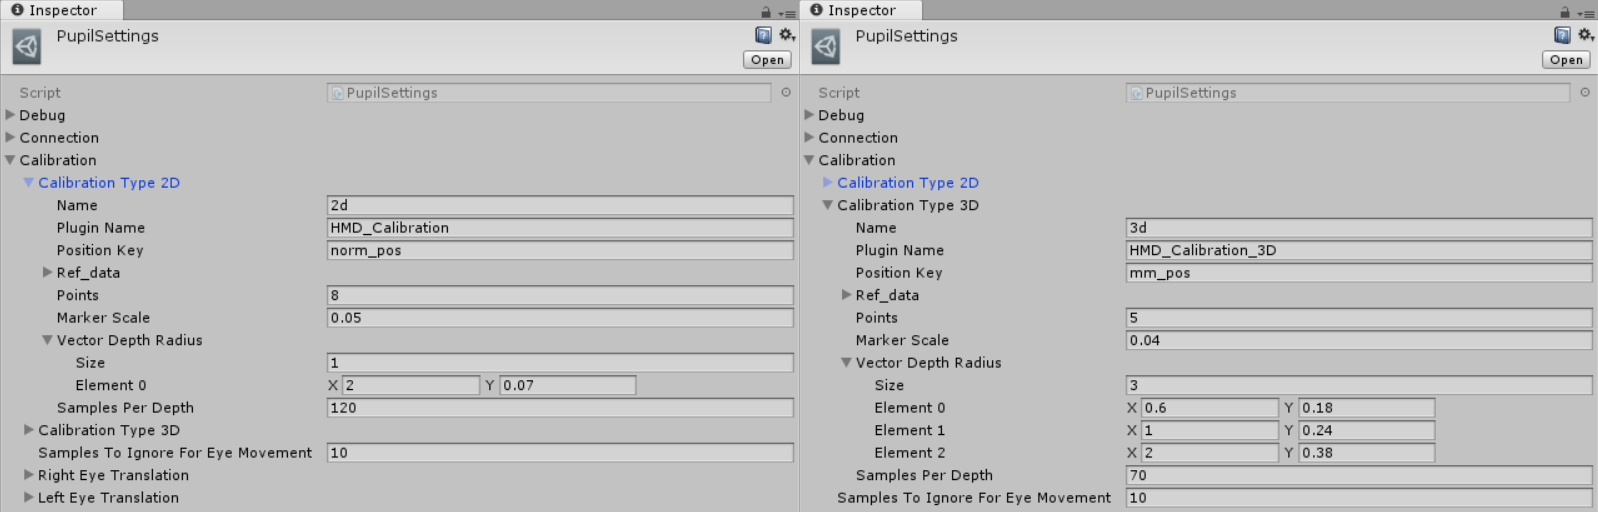 Inspector
PupilSettings
Open
Script PupilSettings
Debug
Connection
Calibration
Calibration Type 2D
Name 2d
Plugin Name HMD_Calibration
Position Key norm_pos
Ref_data
Points 8
Marker Scale 0.05
Vector Depth Radius
Size 1
Element 0 X 2 Y 0.07
Samples Per Depth 120
Calibration Type 3D
Samples To Ignore For Eye Movement 10
Right Eye Translation
Left Eye Translation
Inspector
PupilSettings
Open
Script PupilSettings
Debug
Connection
Calibration
Calibration Type 2D
Calibration Type 3D
Name 3d
Plugin Name HMD_Calibration_3D
Position Key mm_pos
Ref_data
Points 5
Marker Scale 0.04
Vector Depth Radius
Size 3
Element 0 X 0.6 Y 0.18
Element 1 X 1 Y 0.24
Element 2 X 2 Y 0.38
Samples Per Depth 70
Samples To Ignore For Eye Movement 10